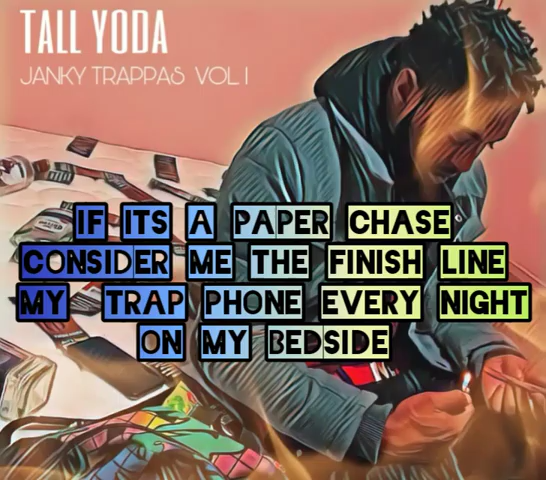 TALL YODA
JANKY TRAPPAS VOL I
IF ITS A PAPER CHASE
CONSIDER ME THE FINISH LINE
MY TRAP PHONE EVERY NIGHT
ON MY BEDSIDE